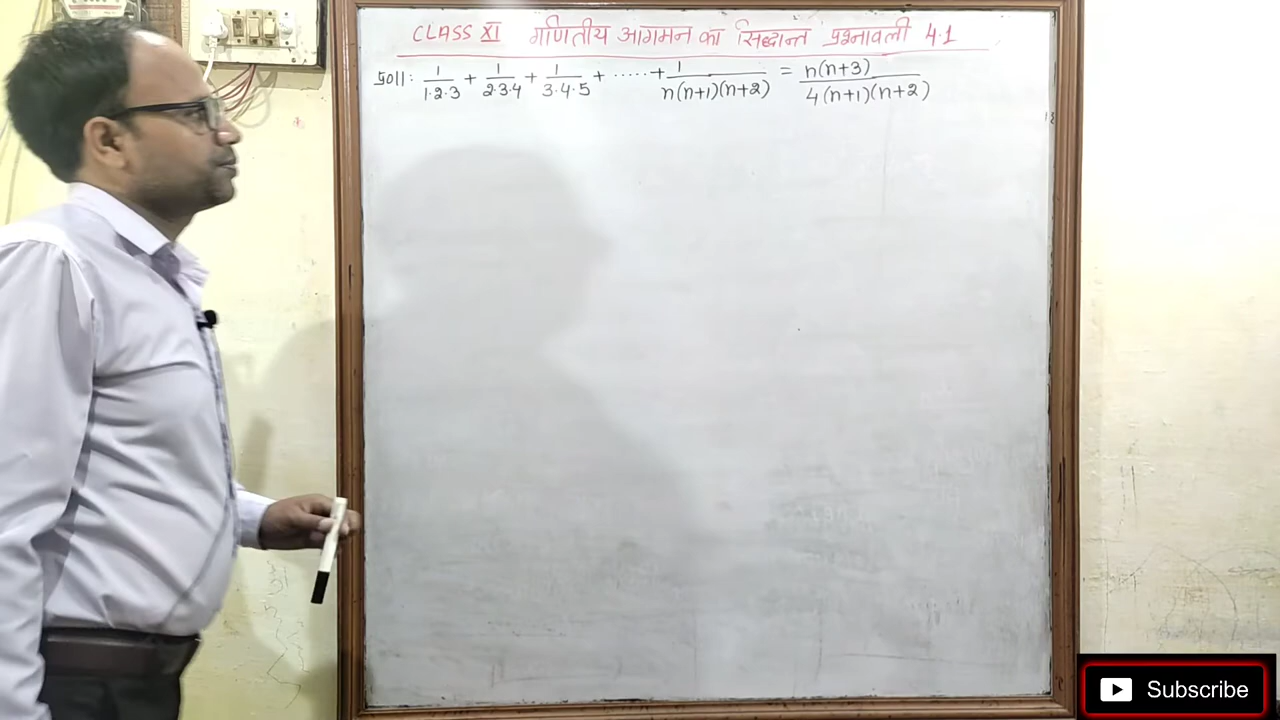 CLASS XI गणितीय आगमन का सिद्धान्त प्रश्नावली 4.1
प्र011: 1/1·2·3 + 1/2·3·4 + 1/3·4·5 + ······ + 1/n(n+1)(n+2) = n(n+3)/4(n+1)(n+2)
Subscribe